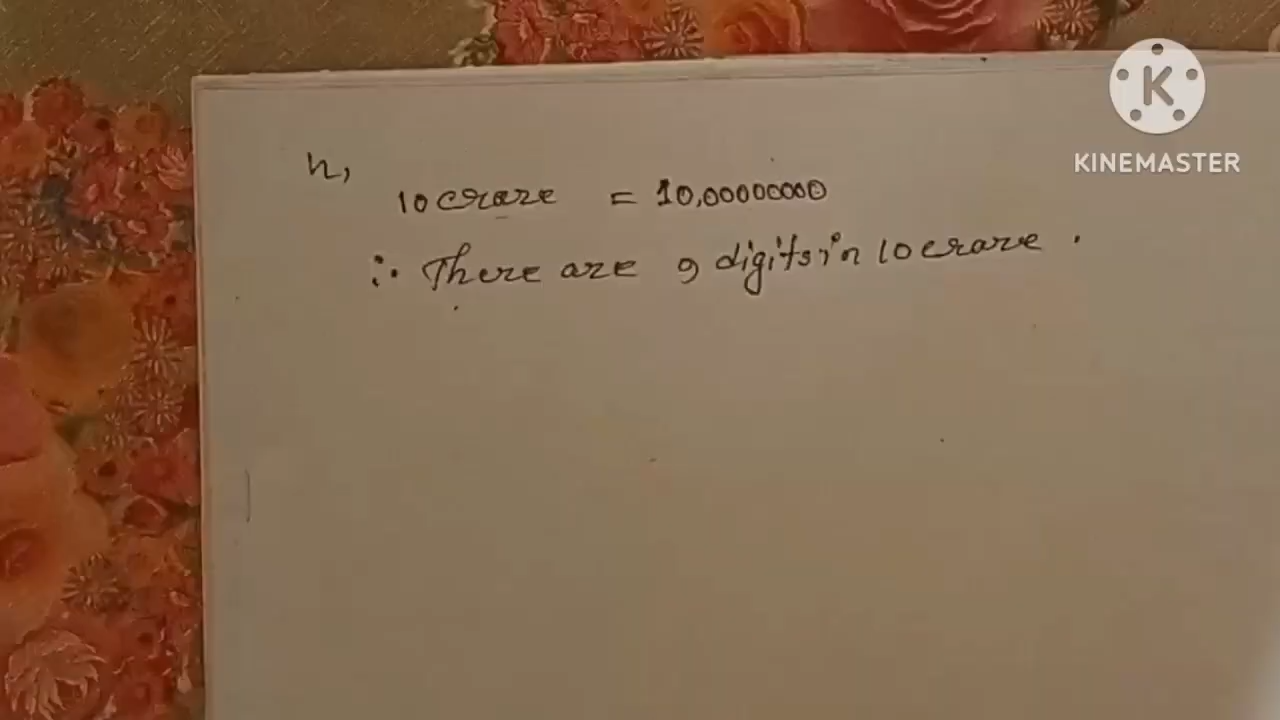 h,
10 crore = 10,00000000
∴ There are 9 digits in 10 crore.
K
KINEMASTER